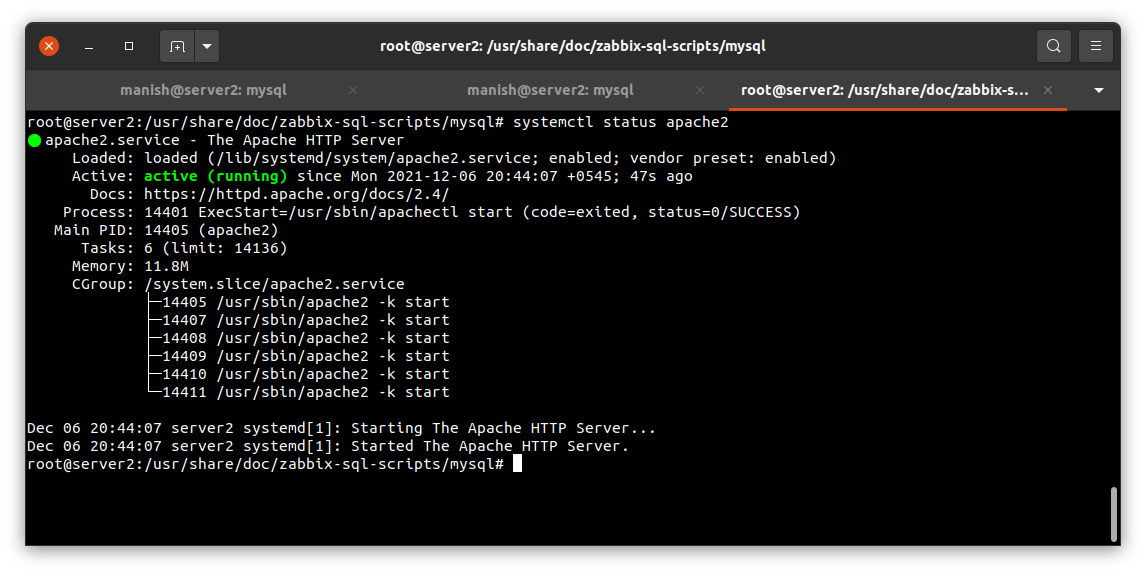 root@server2: /usr/share/doc/zabbix-sql-scripts/mysql
manish@server2: mysql
manish@server2: mysql
root@server2: /usr/share/doc/zabbix-s...
root@server2:/usr/share/doc/zabbix-sql-scripts/mysql# systemctl status apache2
apache2.service - The Apache HTTP Server
Loaded: loaded (/lib/systemd/system/apache2.service; enabled; vendor preset: enabled)
Active: active (running) since Mon 2021-12-06 20:44:07 +0545; 47s ago
Docs: https://httpd.apache.org/docs/2.4/
Process: 14401 ExecStart=/usr/sbin/apachectl start (code=exited, status=0/SUCCESS)
Main PID: 14405 (apache2)
Tasks: 6 (limit: 14136)
Memory: 11.8M
CGroup: /system.slice/apache2.service
├─14405 /usr/sbin/apache2 -k start
├─14407 /usr/sbin/apache2 -k start
├─14408 /usr/sbin/apache2 -k start
├─14409 /usr/sbin/apache2 -k start
├─14410 /usr/sbin/apache2 -k start
└─14411 /usr/sbin/apache2 -k start
Dec 06 20:44:07 server2 systemd[1]: Starting The Apache HTTP Server...
Dec 06 20:44:07 server2 systemd[1]: Started The Apache HTTP Server.
root@server2:/usr/share/doc/zabbix-sql-scripts/mysql#